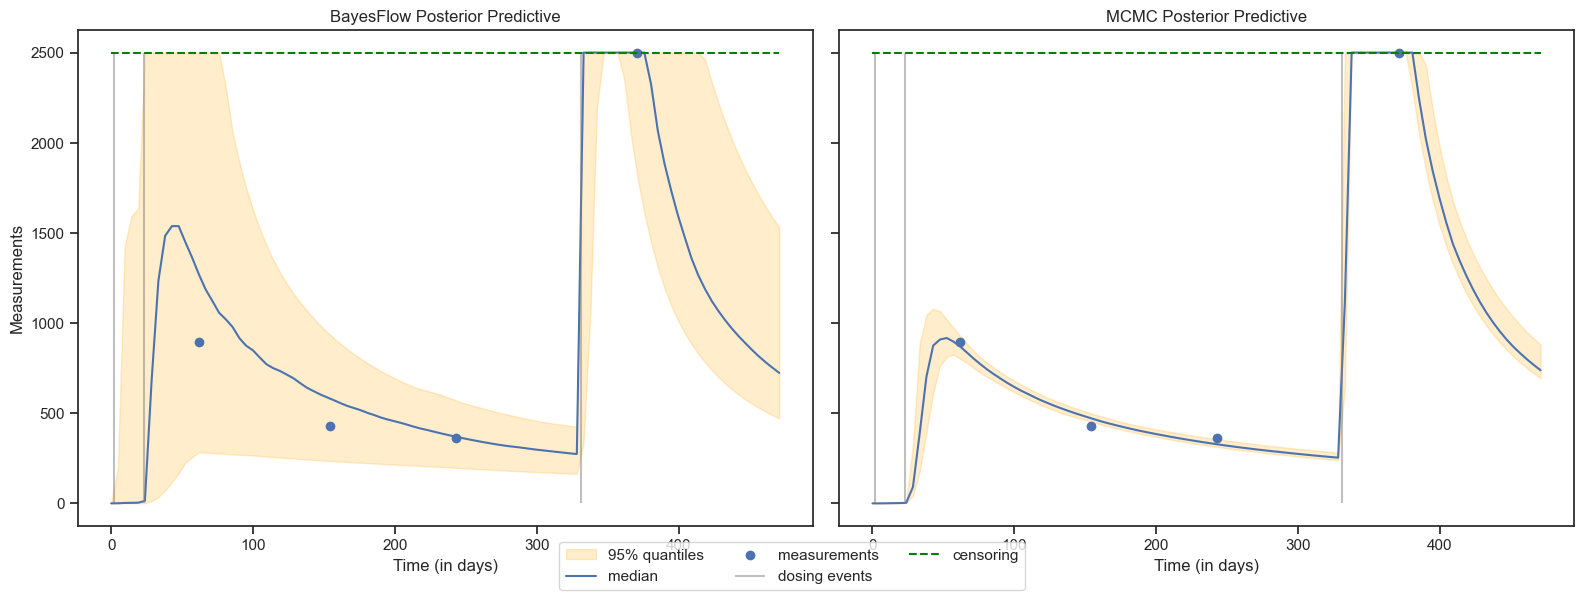 BayesFlow Posterior Predictive
MCMC Posterior Predictive
Measurements
2500
2000
1500
1000
500
0
0 100 200 300 400
0 100 200 300 400
Time (in days)
Time (in days)
95% quantiles
median
measurements
dosing events
censoring